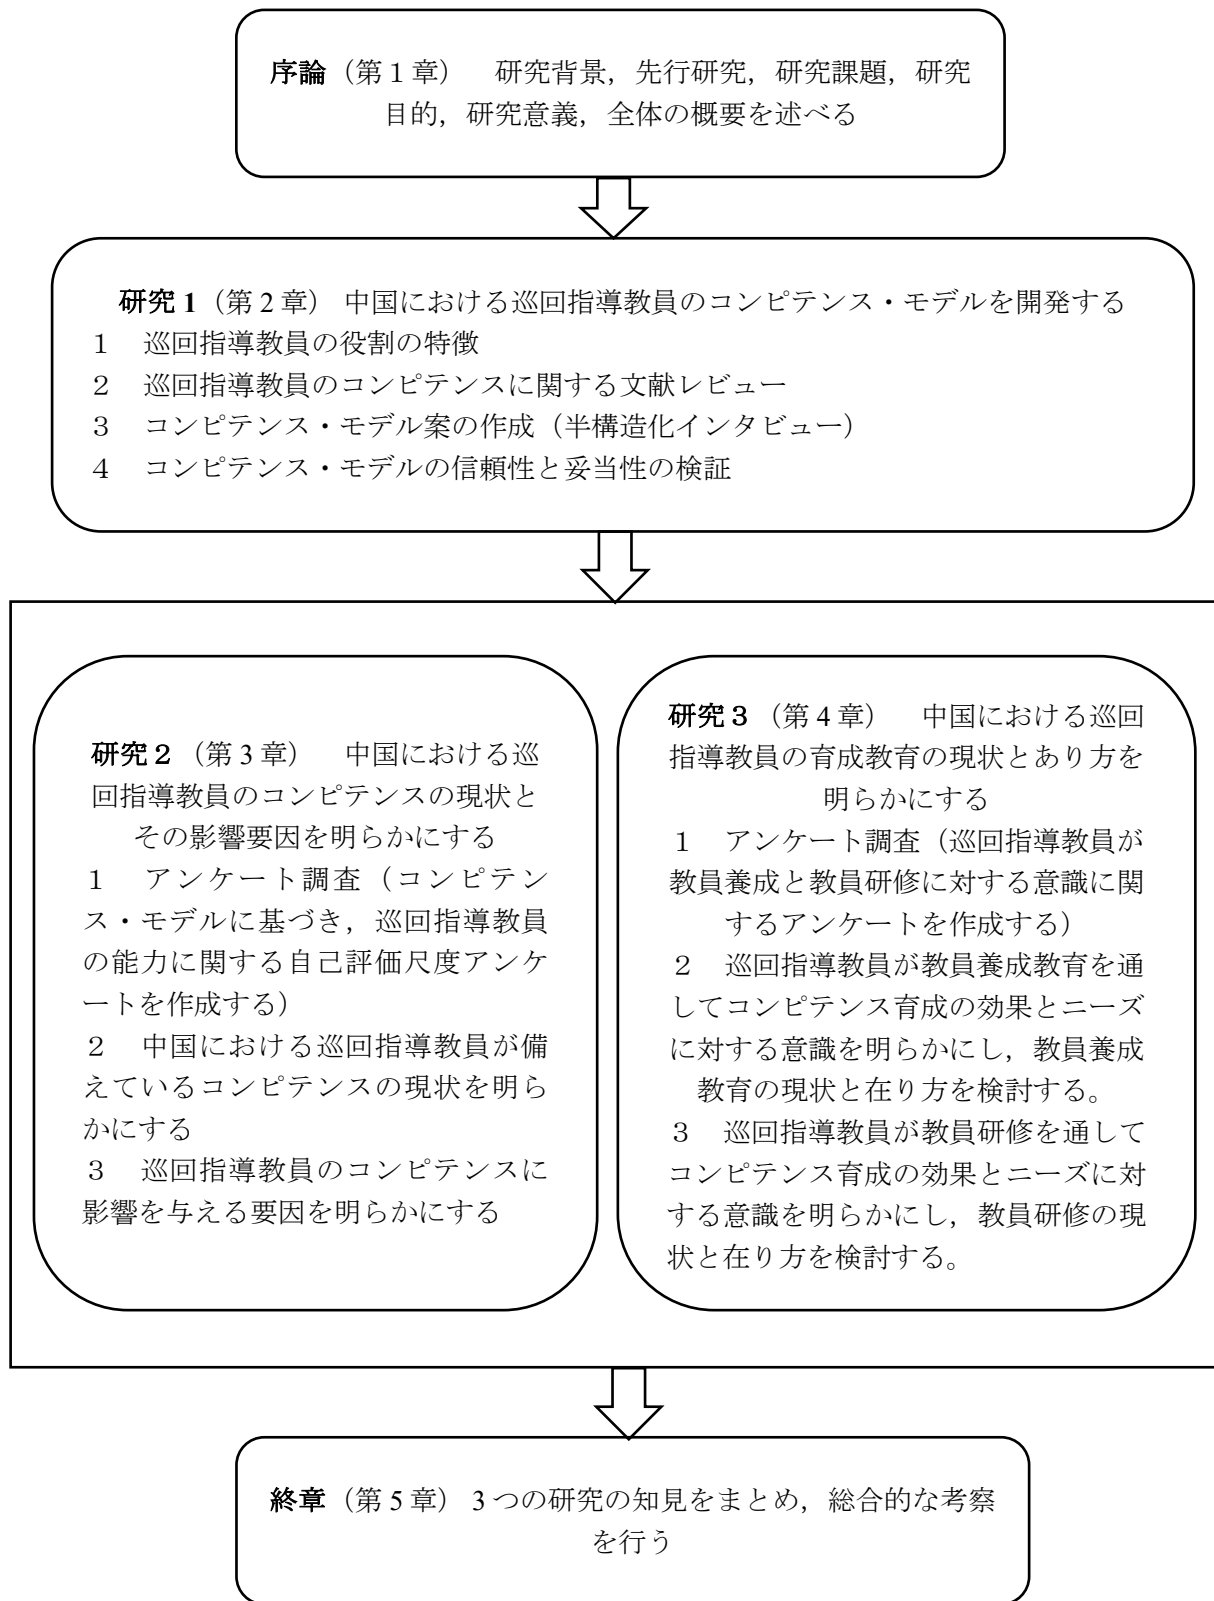 序論（第１章）　研究背景，先行研究，研究課題，研究
目的，研究意義，全体の概要を述べる
研究 1（第 2 章） 中国における巡回指導教員のコンピテンス・モデルを開発する
１　巡回指導教員の役割の特徴
２　巡回指導教員のコンピテンスに関する文献レビュー
３　コンピテンス・モデル案の作成（半構造化インタビュー）
４　コンピテンス・モデルの信頼性と妥当性の検証
研究２（第 3 章）　中国における巡
回指導教員のコンピテンスの現状と
その影響要因を明らかにする
１　アンケート調査（コンピテン
ス・モデルに基づき，巡回指導教員
の能力に関する自己評価尺度アンケ
ートを作成する）
２　中国における巡回指導教員が備
えているコンピテンスの現状を明ら
かにする
３　巡回指導教員のコンピテンスに
影響を与える要因を明らかにする
研究３（第 4 章）　中国における巡回
指導教員の育成教育の現状とあり方を
明らかにする
１　アンケート調査（巡回指導教員が
教員養成と教員研修に対する意識に関
するアンケートを作成する）
２　巡回指導教員が教員養成教育を通
してコンピテンス育成の効果とニーズ
に対する意識を明らかにし，教員養成
教育の現状と在り方を検討する。
３　巡回指導教員が教員研修を通して
コンピテンス育成の効果とニーズに対
する意識を明らかにし，教員研修の現
状と在り方を検討する。
終章（第 5 章） 3 つの研究の知見をまとめ，総合的な考察
を行う